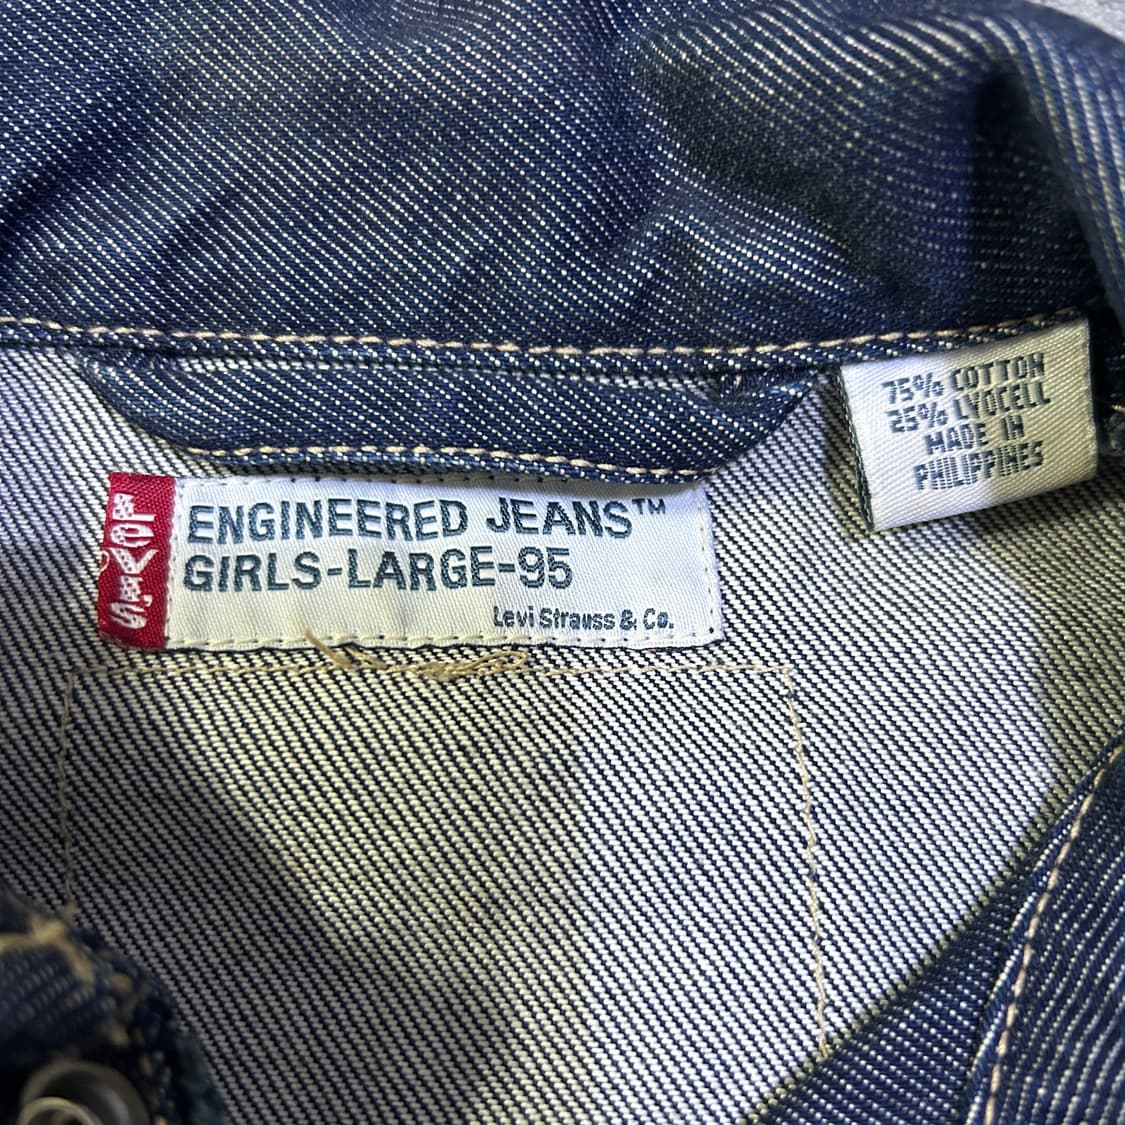 75% COTTON
25% LYOCELL
MADE IN
PHILIPPINES
LEVI'S
ENGINEERED JEANS™
GIRLS-LARGE-95
Levi Strauss & Co.